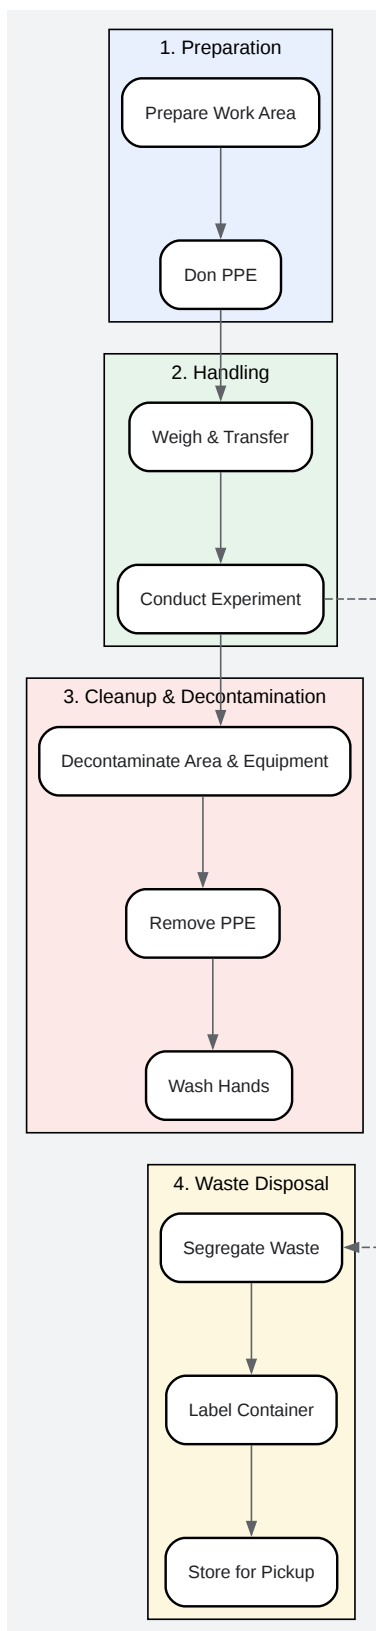 1. Preparation
Prepare Work Area
Don PPE
2. Handling
Weigh & Transfer
Conduct Experiment
3. Cleanup & Decontamination
Decontaminate Area & Equipment
Remove PPE
Wash Hands
4. Waste Disposal
Segregate Waste
Label Container
Store for Pickup